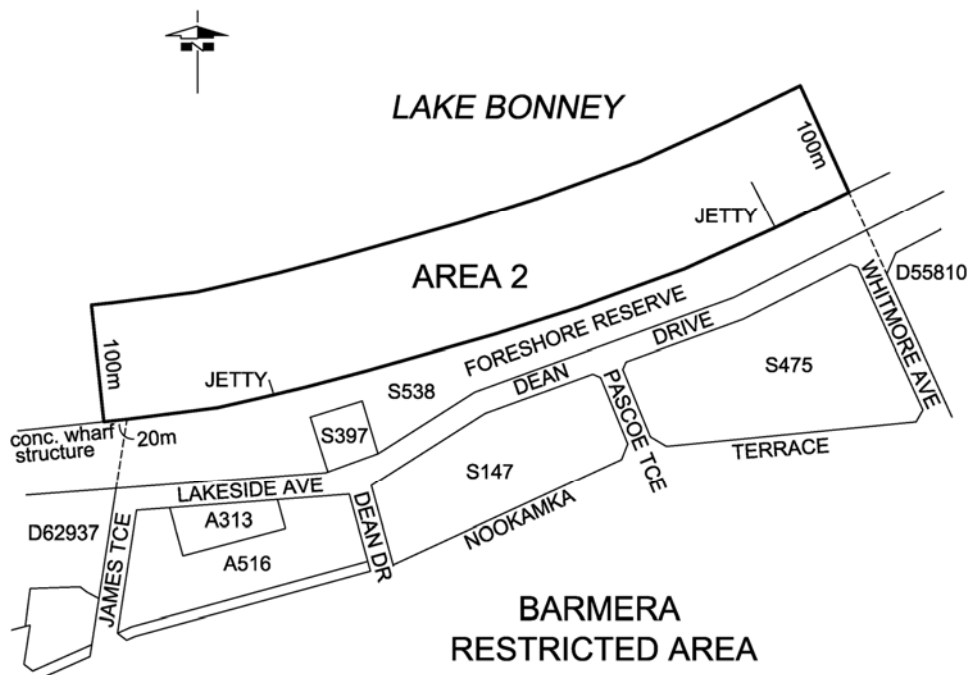 N
LAKE BONNEY
100m
JETTY
AREA 2
D55810
WHITMORE AVE
FORESHORE RESERVE
DRIVE
S475
100m
JETTY
S538
DEAN
PASCOE TCE
conc. wharf
structure
20m
S397
TERRACE
S147
LAKESIDE AVE
NOOKAMKA
D62937
JAMES TCE
A313
DEAN DR
A516
BARMERA
RESTRICTED AREA